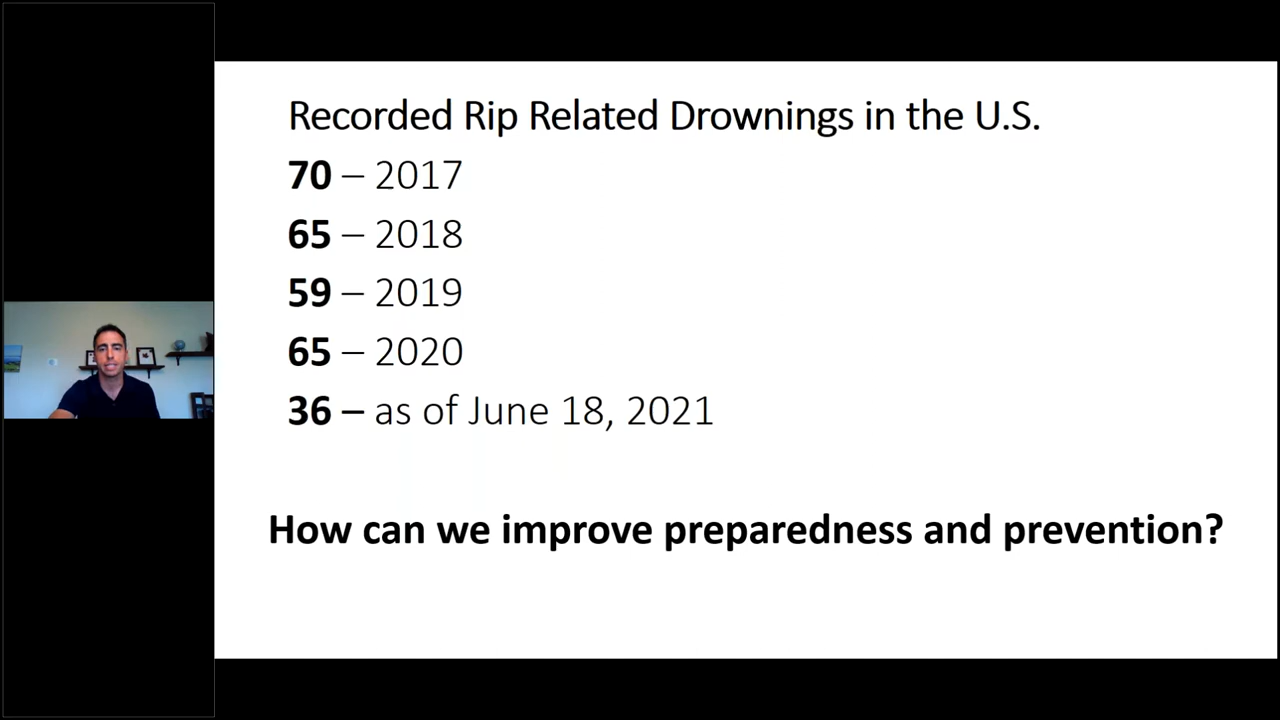 Recorded Rip Related Drownings in the U.S.
70 – 2017
65 – 2018
59 – 2019
65 – 2020
36 – as of June 18, 2021
How can we improve preparedness and prevention?